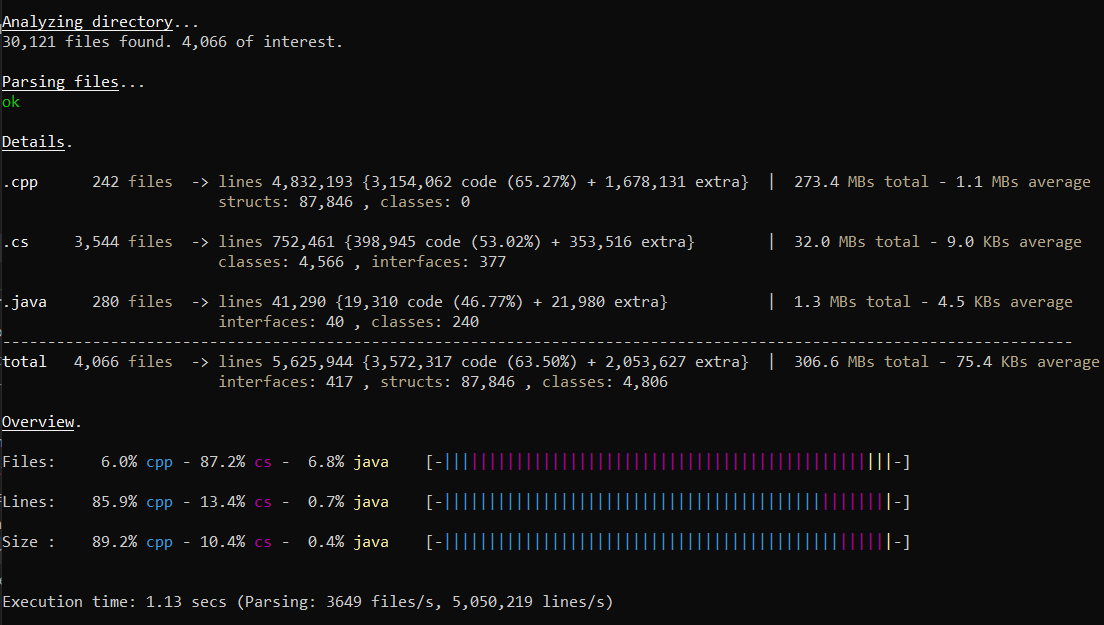 Analyzing directory...
30,121 files found. 4,066 of interest.
Parsing files...
ok
Details.
.cpp 242 files -> lines 4,832,193 {3,154,062 code (65.27%) + 1,678,131 extra} | 273.4 MBs total - 1.1 MBs average
structs: 87,846 , classes: 0
.cs 3,544 files -> lines 752,461 {398,945 code (53.02%) + 353,516 extra} | 32.0 MBs total - 9.0 KBs average
classes: 4,566 , interfaces: 377
.java 280 files -> lines 41,290 {19,310 code (46.77%) + 21,980 extra} | 1.3 MBs total - 4.5 KBs average
interfaces: 40 , classes: 240
-----------------------------------------------------------------------------------------------------------------------
total 4,066 files -> lines 5,625,944 {3,572,317 code (63.50%) + 2,053,627 extra} | 306.6 MBs total - 75.4 KBs average
interfaces: 417 , structs: 87,846 , classes: 4,806
Overview.
Files: 6.0% cpp - 87.2% cs - 6.8% java [-||||||||||||||||||||||||||||||||||||||||||||||||||-]
Lines: 85.9% cpp - 13.4% cs - 0.7% java [-||||||||||||||||||||||||||||||||||||||||||||||||||-]
Size : 89.2% cpp - 10.4% cs - 0.4% java [-||||||||||||||||||||||||||||||||||||||||||||||||||-]
Execution time: 1.13 secs (Parsing: 3649 files/s, 5,050,219 lines/s)